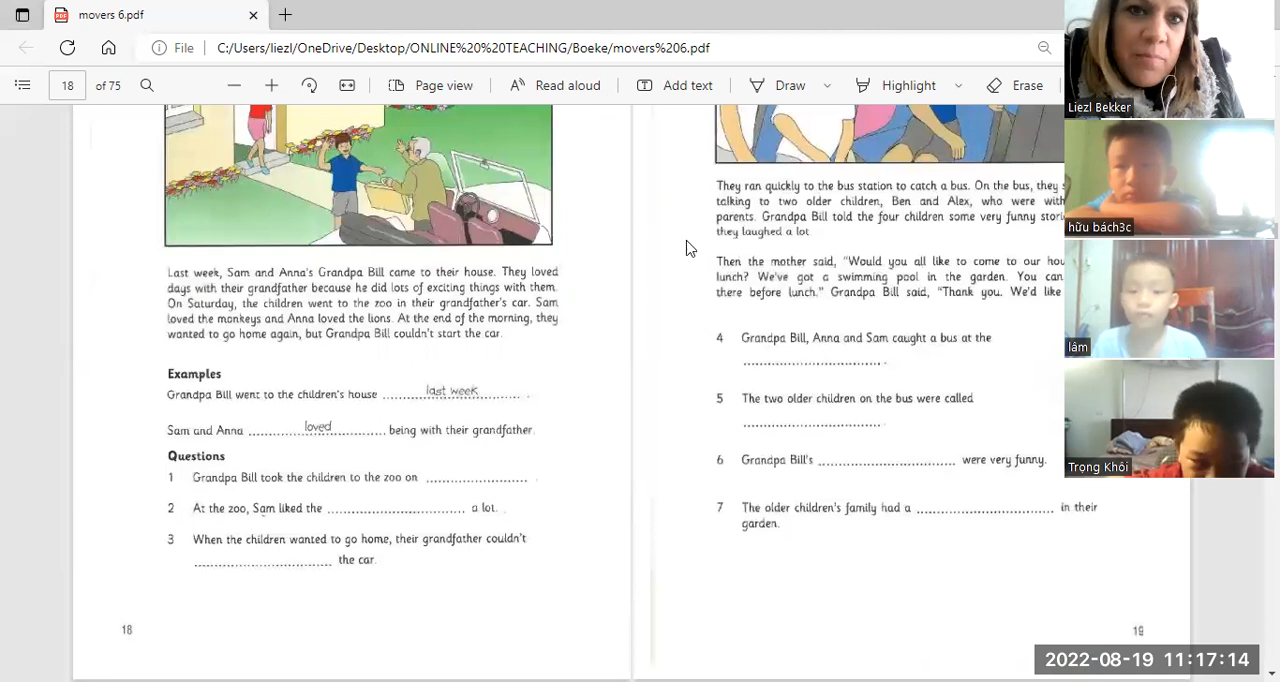 movers 6.pdf
File
C:/Users/liezl/OneDrive/Desktop/ONLINE%20%20TEACHING/Boeke/movers%206.pdf
18 of 75
Page view
Read aloud
Add text
Draw
Highlight
Erase
Last week, Sam and Anna's Grandpa Bill came to their house. They loved
days with their grandfather because he did lots of exciting things with them.
On Saturday, the children went to the zoo in their grandfather's car. Sam
loved the monkeys and Anna loved the lions. At the end of the morning, they
wanted to go home again, but Grandpa Bill couldn't start the car.
Examples
Grandpa Bill went to the children's house last week .
Sam and Anna loved being with their grandfather.
Questions
1 Grandpa Bill took the children to the zoo on .
2 At the zoo, Sam liked the a lot.
3 When the children wanted to go home, their grandfather couldn't
the car.
18
They ran quickly to the bus station to catch a bus. On the bus, they
talking to two older children, Ben and Alex, who were with
parents. Grandpa Bill told the four children some very funny
they laughed a lot
Then the mother said, "Would you all like to come to our
lunch? We've got a swimming pool in the garden. You can
there before lunch." Grandpa Bill said, "Thank you. We'd like
4 Grandpa Bill, Anna and Sam caught a bus at the
.
5 The two older children on the bus were called
.
6 Grandpa Bill's were very funny.
7 The older children's family had a in their
garden.
19
Liezl Bekker
hữu bách3c
lâm
Trọng Khôi
2022-08-19 11:17:14